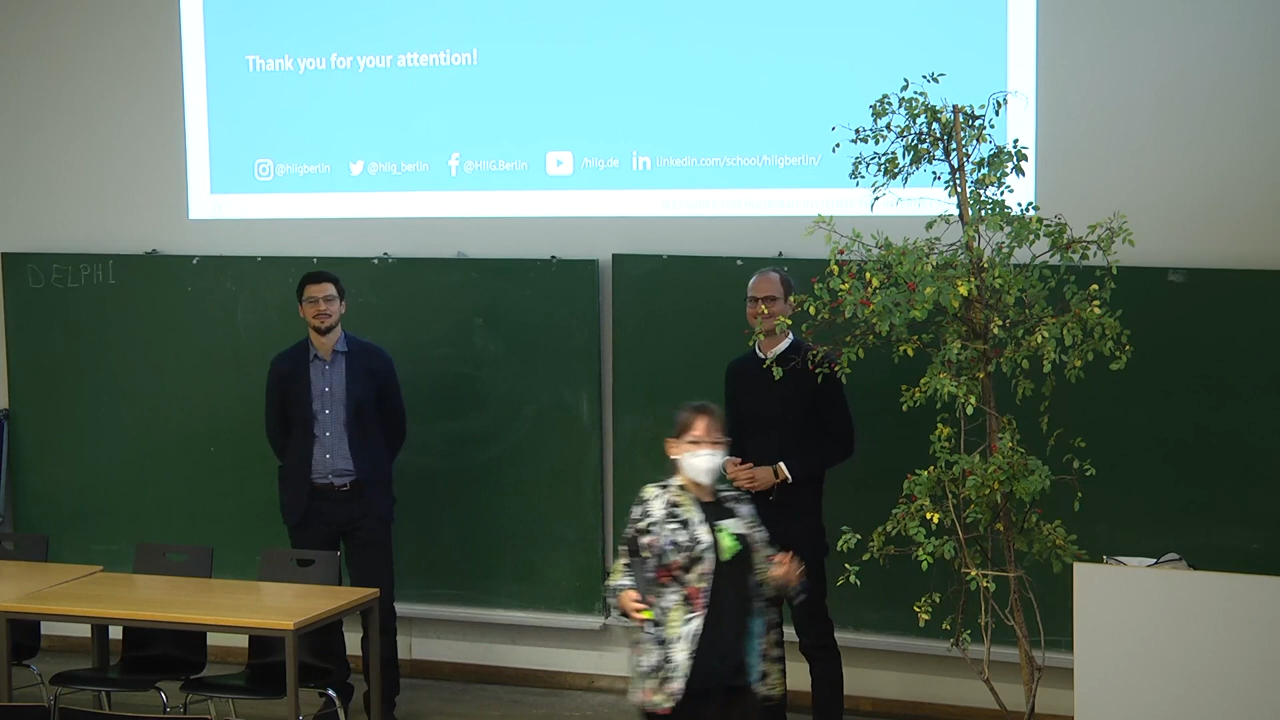 Thank you for your attention!
@hiigberlin @hiig_berlin @HIIG.Berlin /hiig.de linkedin.com/school/hiigberlin/
DELPHI